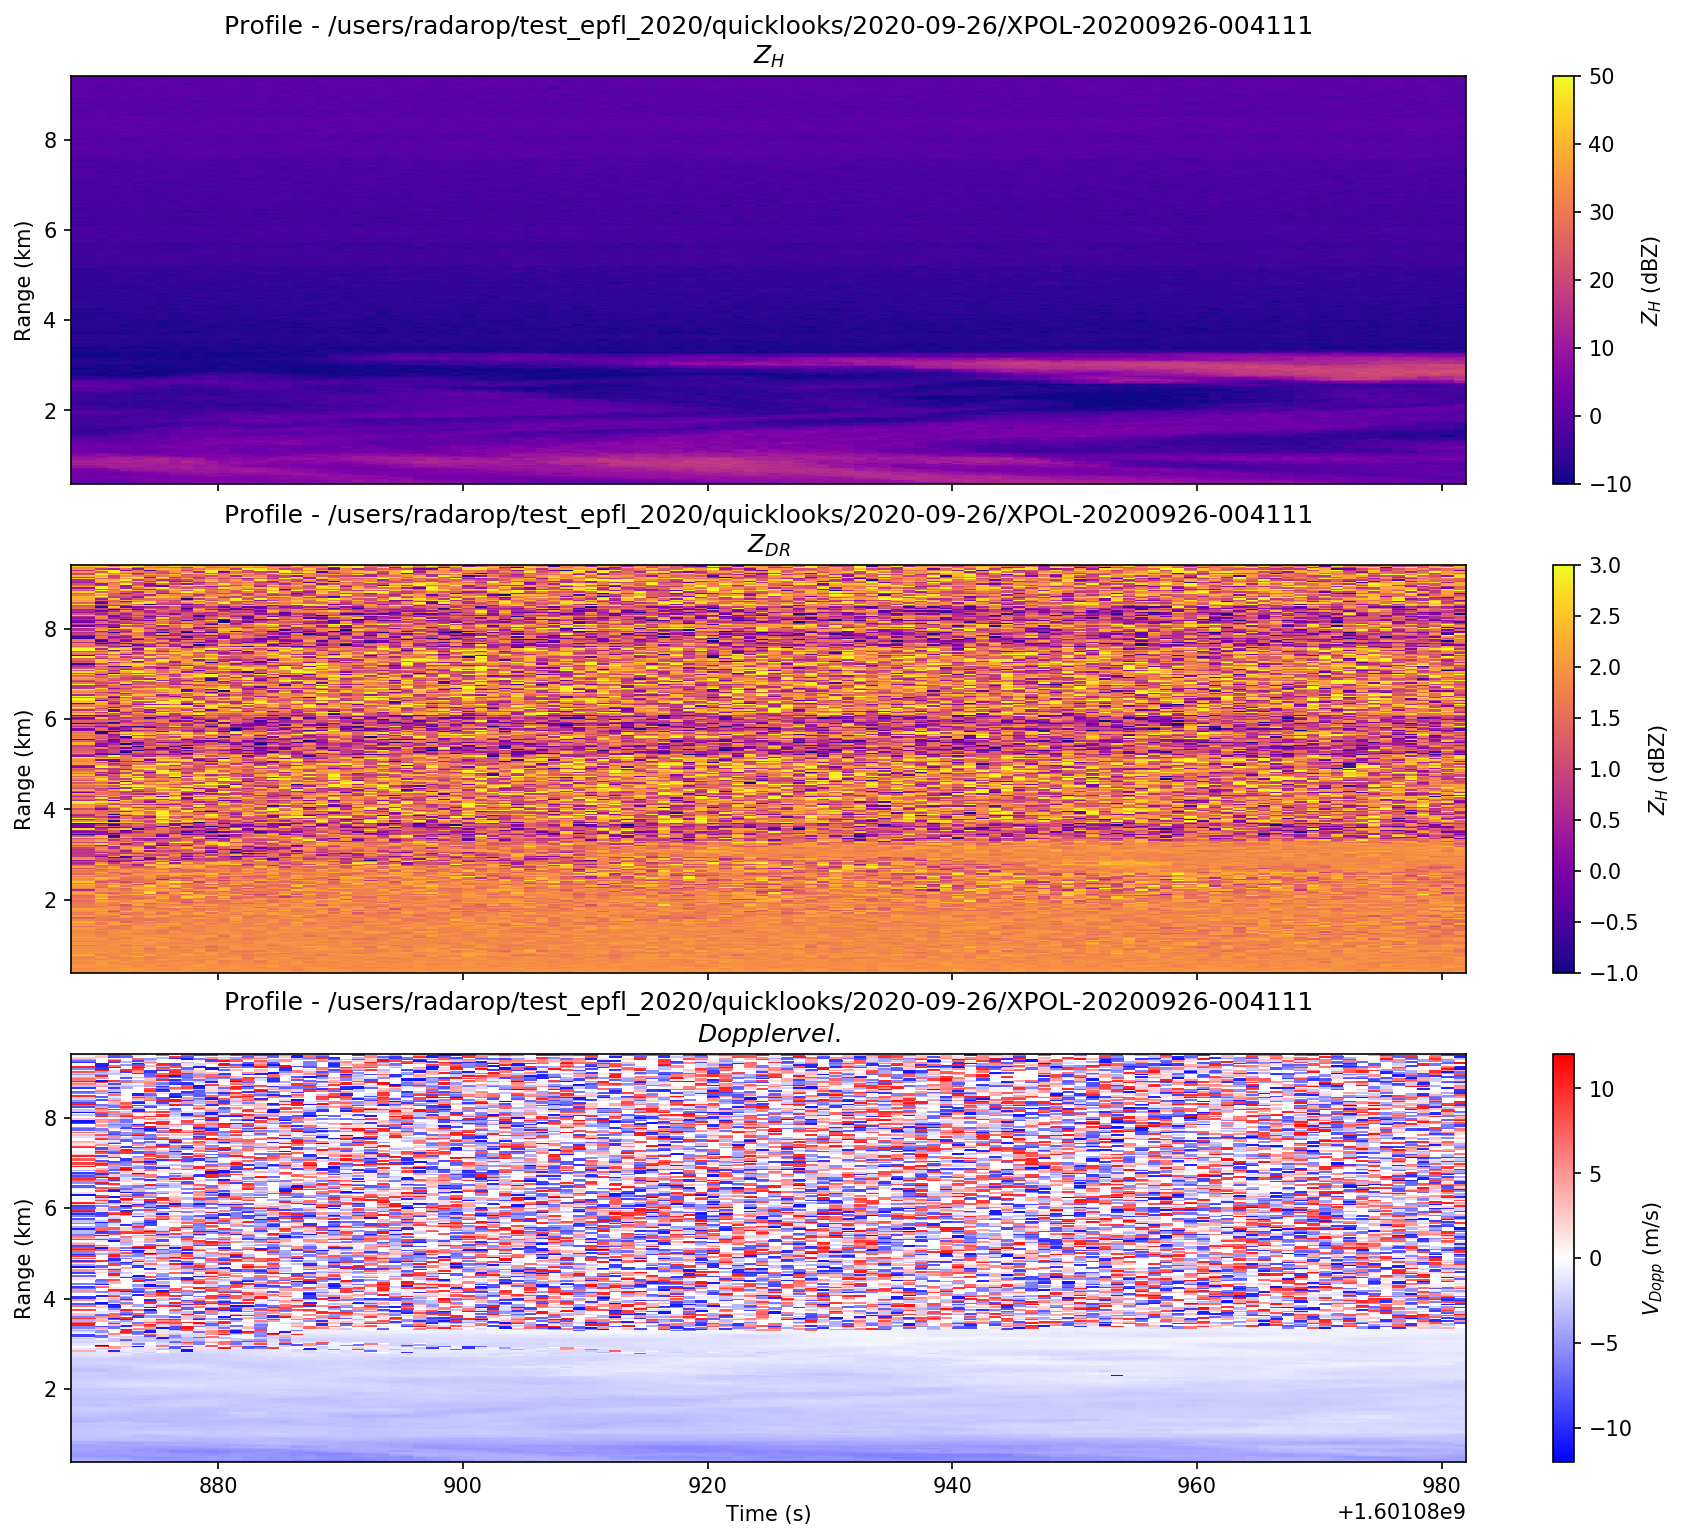 Profile - /users/radarop/test_epfl_2020/quicklooks/2020-09-26/XPOL-20200926-004111
Z_H
Range (km)
8
6
4
2
50
40
30
20
10
0
−10
Z_H (dBZ)
Profile - /users/radarop/test_epfl_2020/quicklooks/2020-09-26/XPOL-20200926-004111
Z_DR
Range (km)
8
6
4
2
3.0
2.5
2.0
1.5
1.0
0.5
0.0
−0.5
−1.0
Z_H (dBZ)
Profile - /users/radarop/test_epfl_2020/quicklooks/2020-09-26/XPOL-20200926-004111
Dopplervel.
Range (km)
8
6
4
2
10
5
0
−5
−10
V_Dopp (m/s)
880 900 920 940 960 980
Time (s)
+1.60108e9